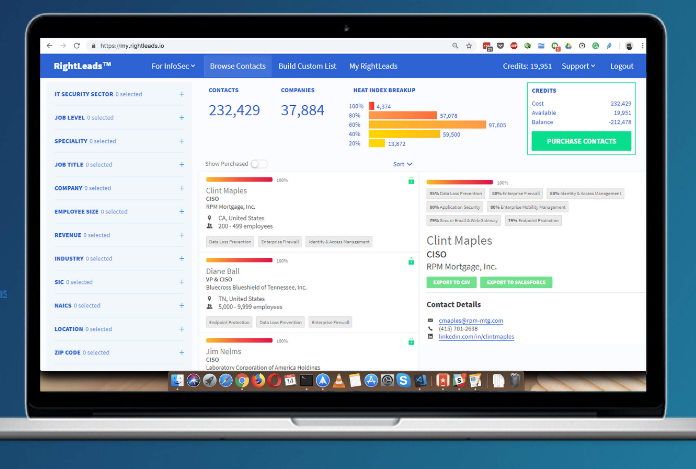 https://my.rightleads.io
RightLeads™
For InfoSec
Browse Contacts
Build Custom List
My RightLeads
Credits: 19,951
Support
Logout
IT SECURITY SECTOR 0 selected +
JOB LEVEL 0 selected +
SPECIALITY 0 selected +
JOB TITLE 0 selected +
COMPANY 0 selected +
EMPLOYEE SIZE 0 selected +
REVENUE 0 selected +
INDUSTRY 0 selected +
SIC 0 selected +
NAICS 0 selected +
LOCATION 0 selected +
ZIP CODE 0 selected +
CONTACTS
232,429
COMPANIES
37,884
HEAT INDEX BREAKUP
100% 4,374
80% 57,078
60% 97,605
40% 59,500
20% 13,872
CREDITS
Cost 232,429
Available 19,951
Balance -212,478
PURCHASE CONTACTS
Show Purchased
Sort
100%
Clint Maples
CISO
RPM Mortgage, Inc.
CA, United States
200 - 499 employees
Data Loss Prevention
Enterprise Firewall
Identity & Access Management
100%
Diane Ball
VP & CISO
Bluecross Blueshield of Tennessee, Inc.
TN, United States
5,000 - 9,999 employees
Endpoint Protection
Data Loss Prevention
Enterprise Firewall
100%
Jim Nelms
CISO
Laboratory Corporation of America Holdings
100%
Data Loss Prevention
Enterprise Firewall
Identity & Access Management
Application Security
Enterprise Mobility Management
Secure Email & Web Gateway
Endpoint Protection
Clint Maples
CISO
RPM Mortgage, Inc.
EXPORT TO CSV
EXPORT TO SALESFORCE
Contact Details
cmaples@rpm-mtg.com
(415) 701-2638
linkedin.com/in/clintmaples